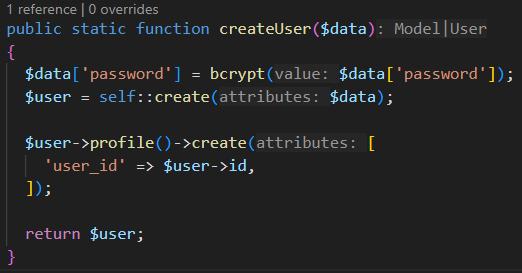 1 reference | 0 overrides
public static function createUser($data): Model|User
{
  $data['password'] = bcrypt(value: $data['password']);
  $user = self::create(attributes: $data);

  $user->profile()->create(attributes: [
    'user_id' => $user->id,
  ]);

  return $user;
}